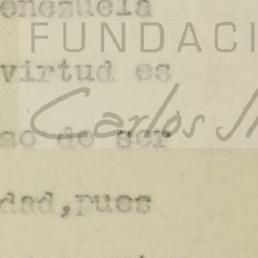 enezuela
FUNDACI
virtud es
Carlos
so de ser
dad,pues